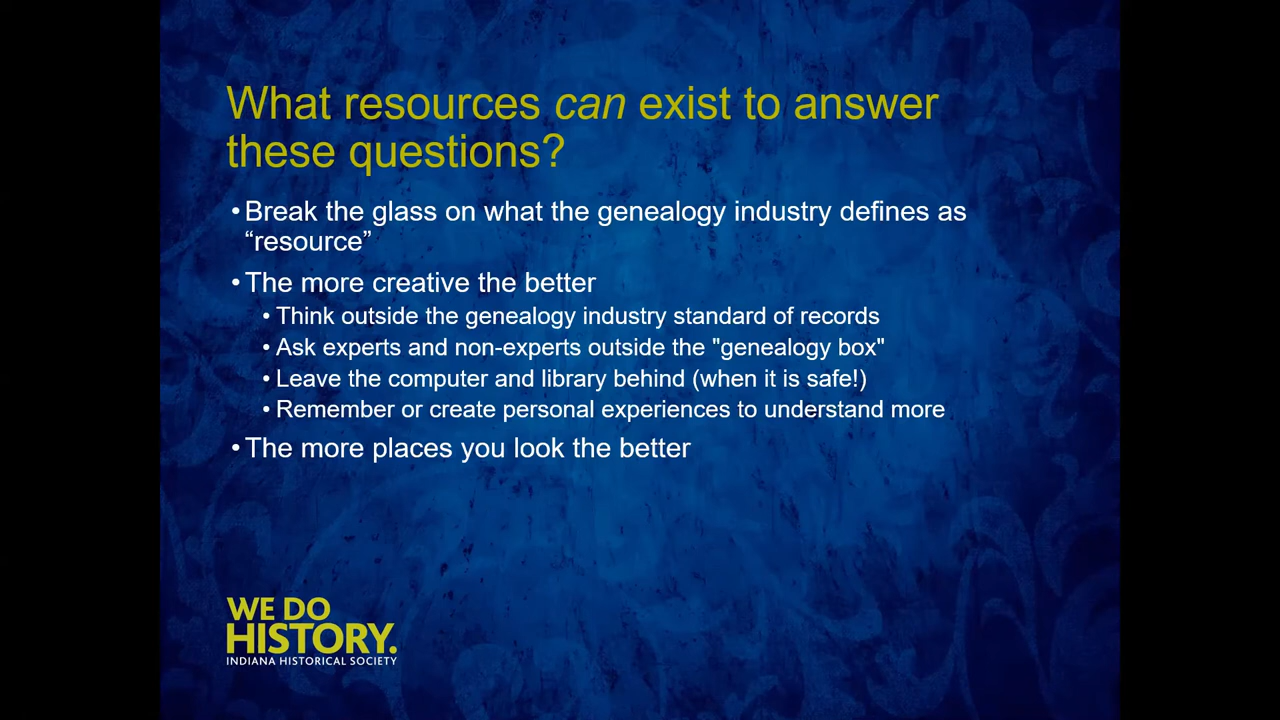 What resources can exist to answer
these questions?
•Break the glass on what the genealogy industry defines as
“resource”
•The more creative the better
•Think outside the genealogy industry standard of records
•Ask experts and non-experts outside the "genealogy box"
•Leave the computer and library behind (when it is safe!)
•Remember or create personal experiences to understand more
•The more places you look the better
WE DO
HISTORY.
INDIANA HISTORICAL SOCIETY